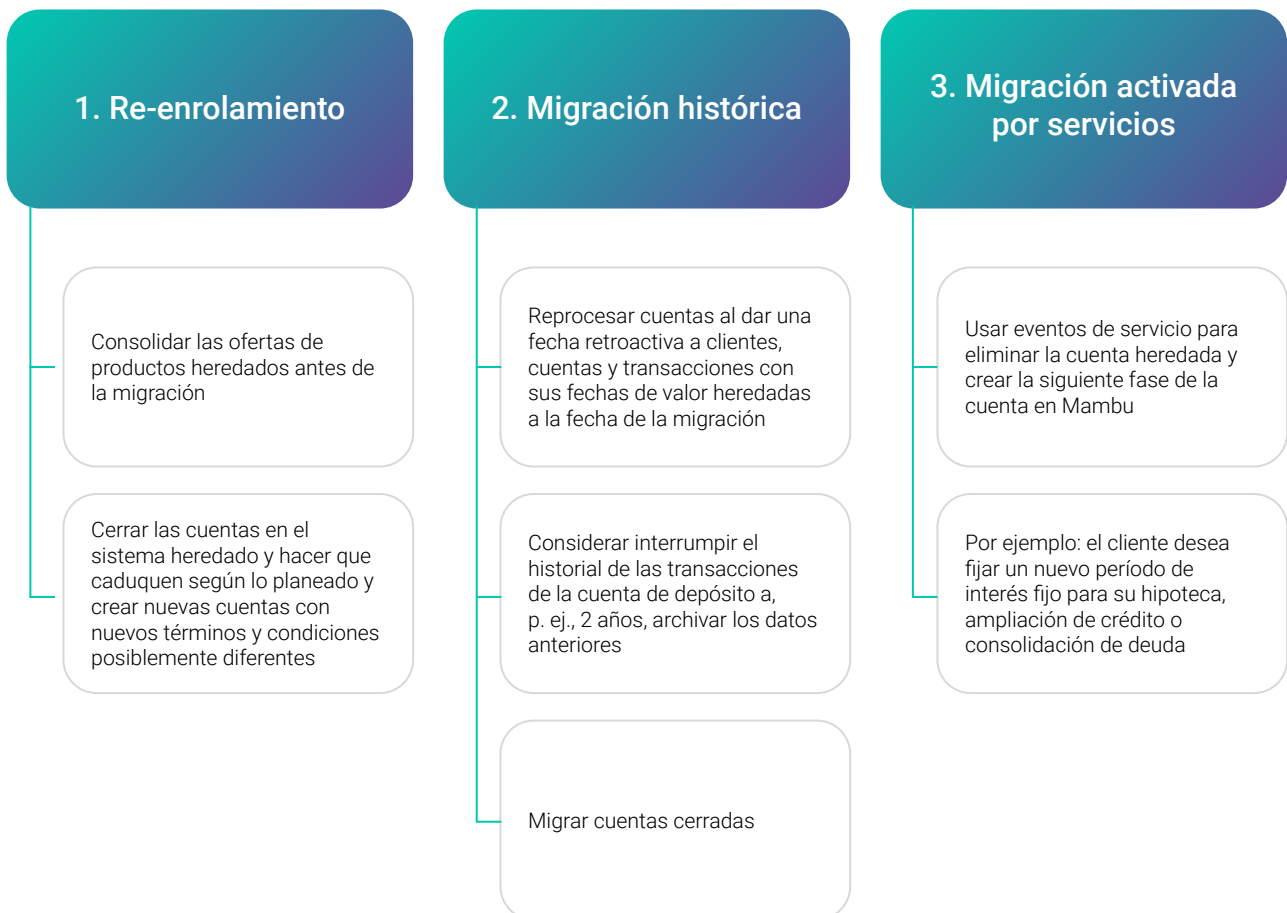 1. Re-enrolamiento
Consolidar las ofertas de
productos heredados antes de
la migración
Cerrar las cuentas en el
sistema heredado y hacer que
caduquen según lo planeado y
crear nuevas cuentas con
nuevos términos y condiciones
posiblemente diferentes
2. Migración histórica
Reprocesar cuentas al dar una
fecha retroactiva a clientes,
cuentas y transacciones con
sus fechas de valor heredadas
a la fecha de la migración
Considerar interrumpir el
historial de las transacciones
de la cuenta de depósito a,
p. ej., 2 años, archivar los datos
anteriores
Migrar cuentas cerradas
3. Migración activada
por servicios
Usar eventos de servicio para
eliminar la cuenta heredada y
crear la siguiente fase de la
cuenta en Mambu
Por ejemplo: el cliente desea
fijar un nuevo período de
interés fijo para su hipoteca,
ampliación de crédito o
consolidación de deuda